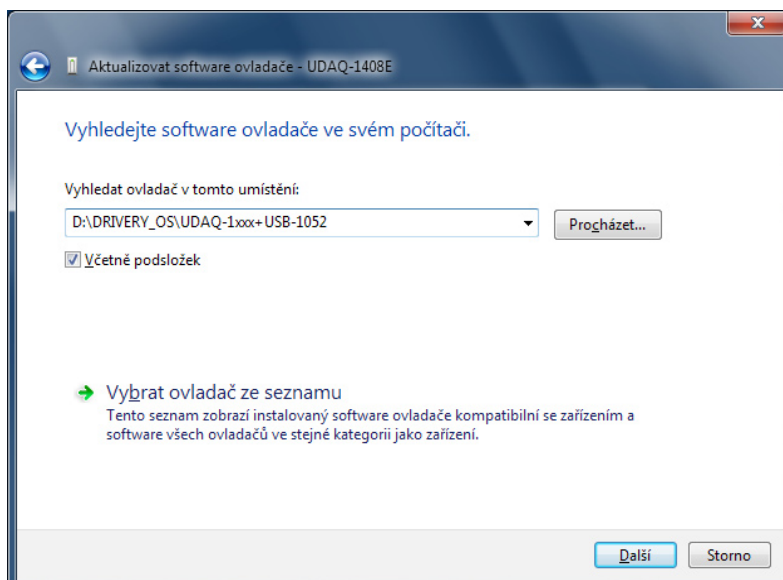 Aktualizovat software ovladače - UDAQ-1408E
Vyhledejte software ovladače ve svém počítači.
Vyhledat ovladač v tomto umístění:
D:\DRIVERY_OS\UDAQ-1xxx+USB-1052
Procházet...
Včetně podsložek
Vybrat ovladač ze seznamu
Tento seznam zobrazí instalovaný software ovladače kompatibilní se zařízením a
software všech ovladačů ve stejné kategorii jako zařízení.
Další
Storno